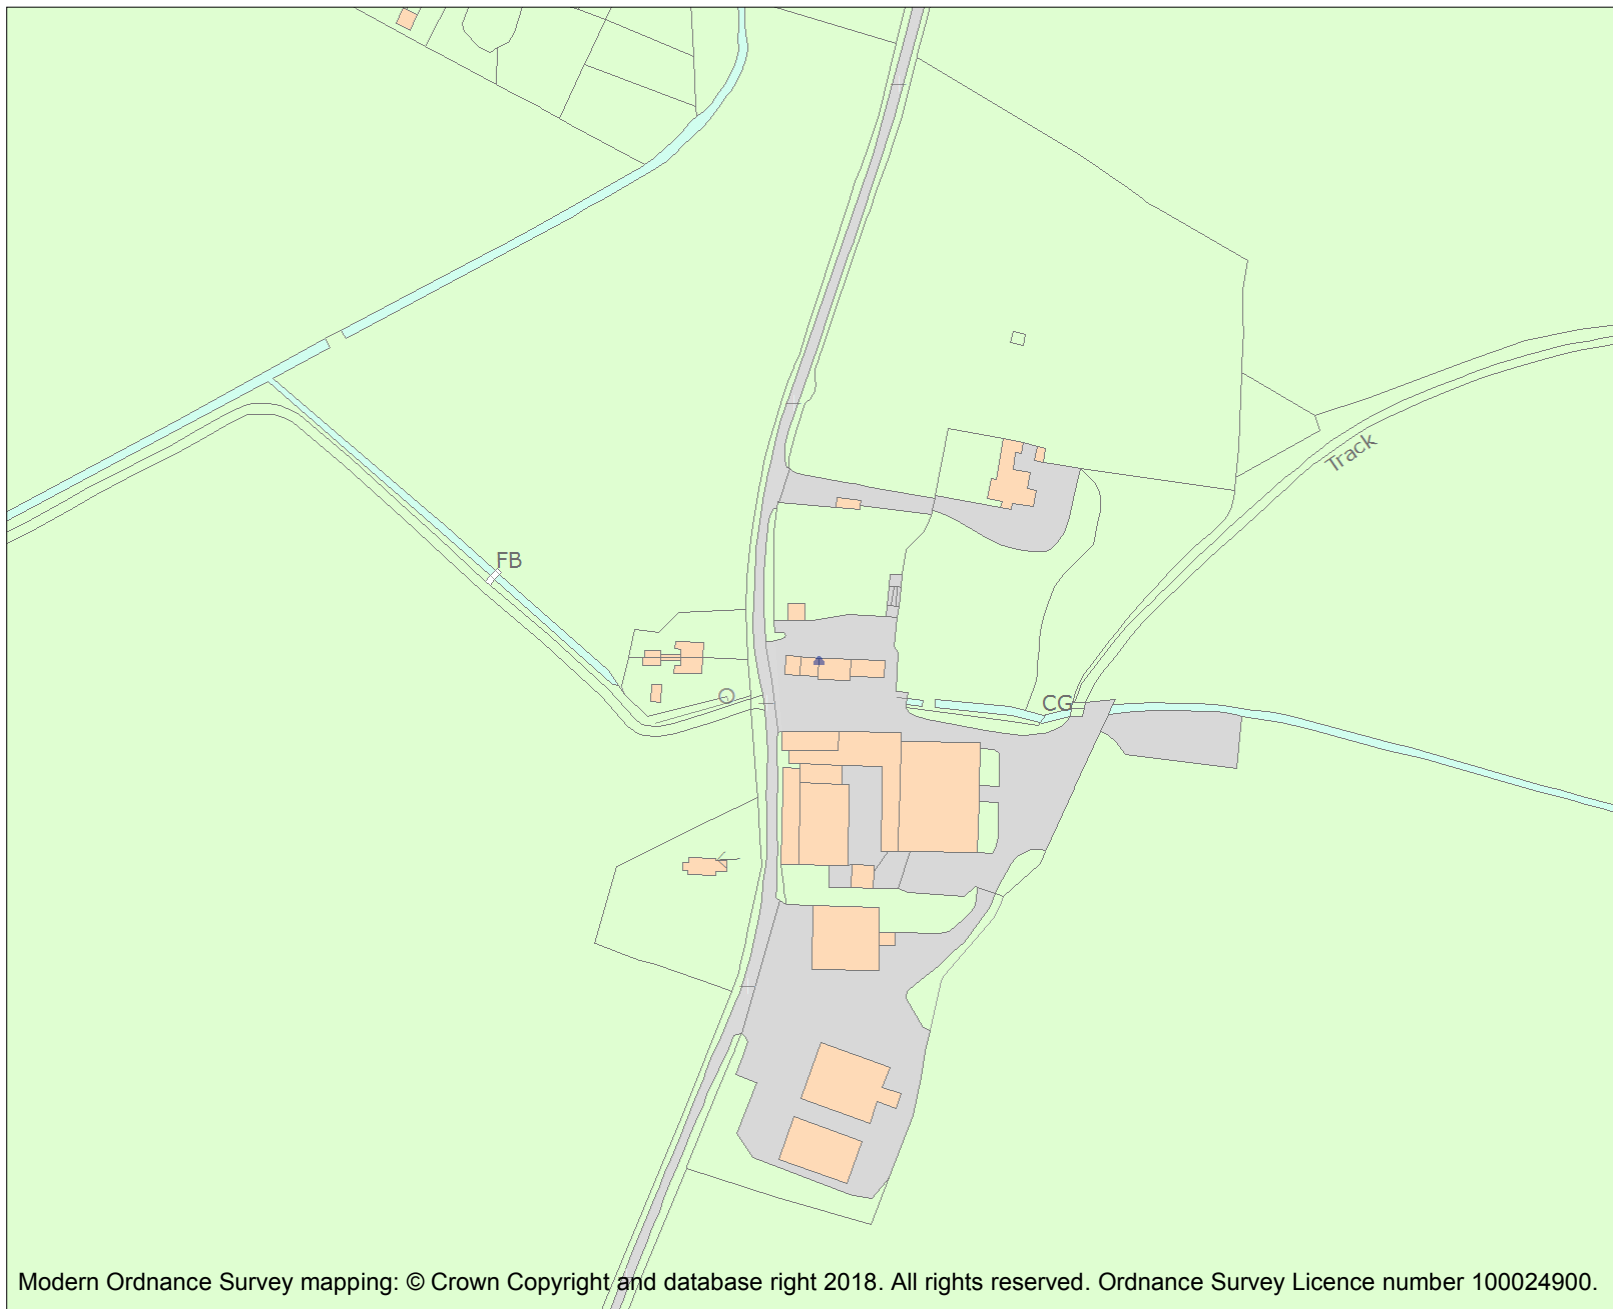 Track
FB
CG
Modern Ordnance Survey mapping: © Crown Copyright and database right 2018. All rights reserved. Ordnance Survey Licence number 100024900.